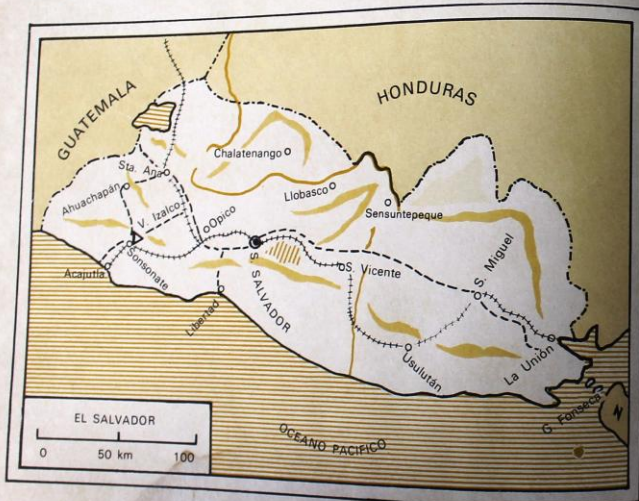 GUATEMALA
HONDURAS
Chalatenango
Sta. Ana
Ahuachapán
V. Izalco
Opico
Llobasco
Sensuntepeque
Acajutla
Sonsonate
Libertad
S. SALVADOR
S. Vicente
S. Miguel
Usulután
La Unión
G. Fonseca
N
OCEANO PACIFICO
EL SALVADOR
0 50 km 100